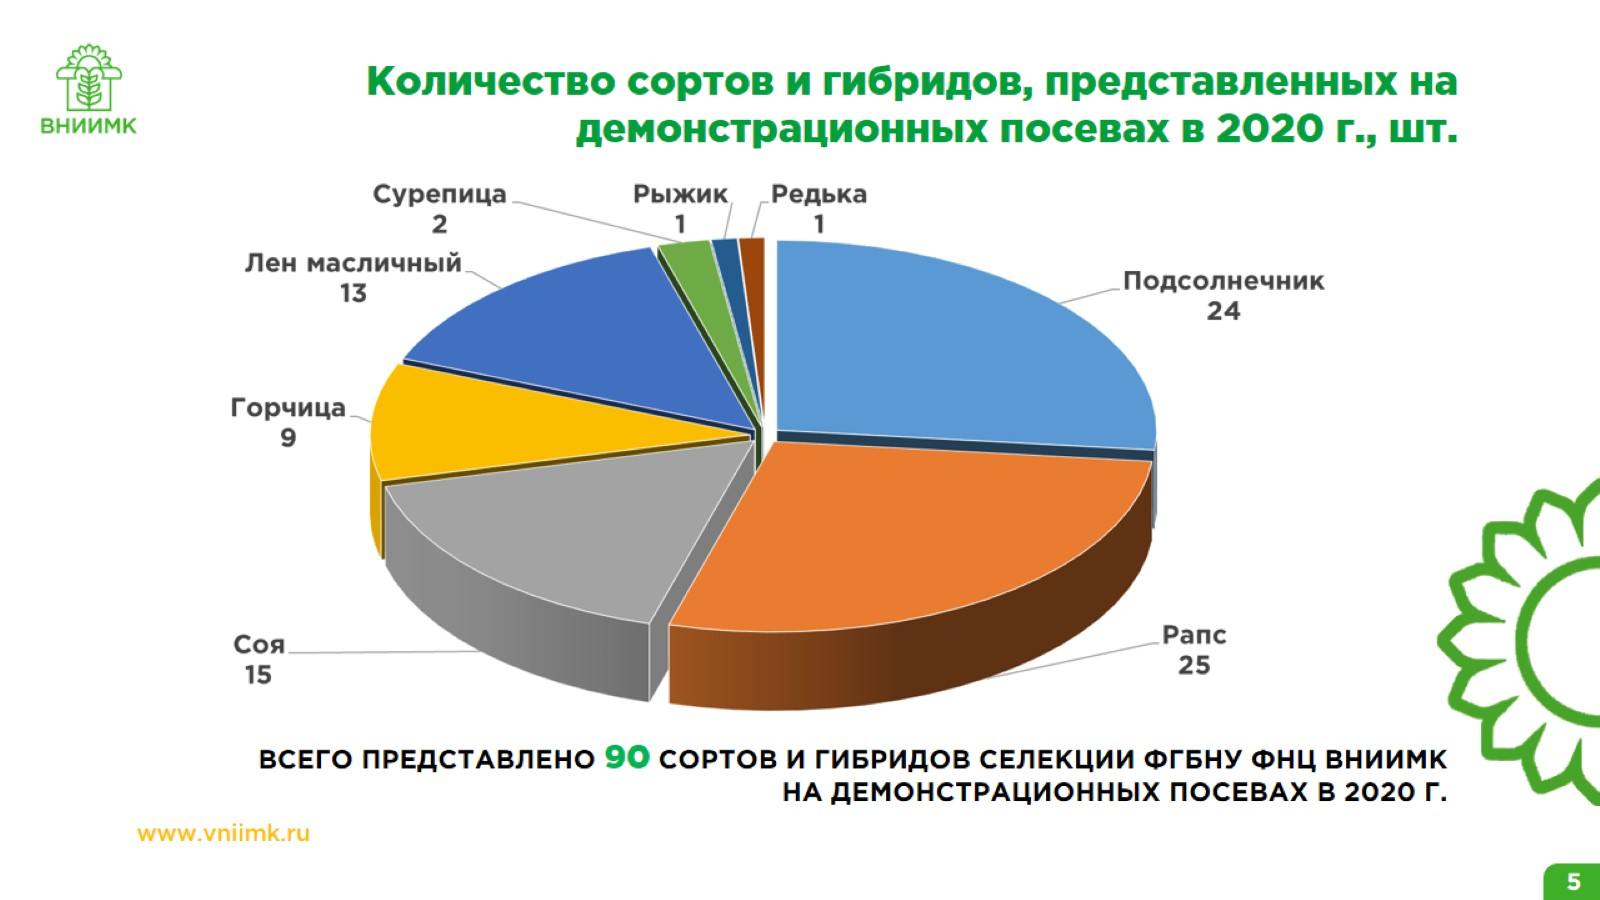 ВНИИМК
Количество сортов и гибридов, представленных на
демонстрационных посевах в 2020 г., шт.
Сурепица
2
Рыжик
1
Редька
1
Лен масличный
13
Подсолнечник
24
Горчица
9
Соя
15
Рапс
25
ВСЕГО ПРЕДСТАВЛЕНО 90 СОРТОВ И ГИБРИДОВ СЕЛЕКЦИИ ФГБНУ ФНЦ ВНИИМК
НА ДЕМОНСТРАЦИОННЫХ ПОСЕВАХ В 2020 Г.
www.vniimk.ru
5